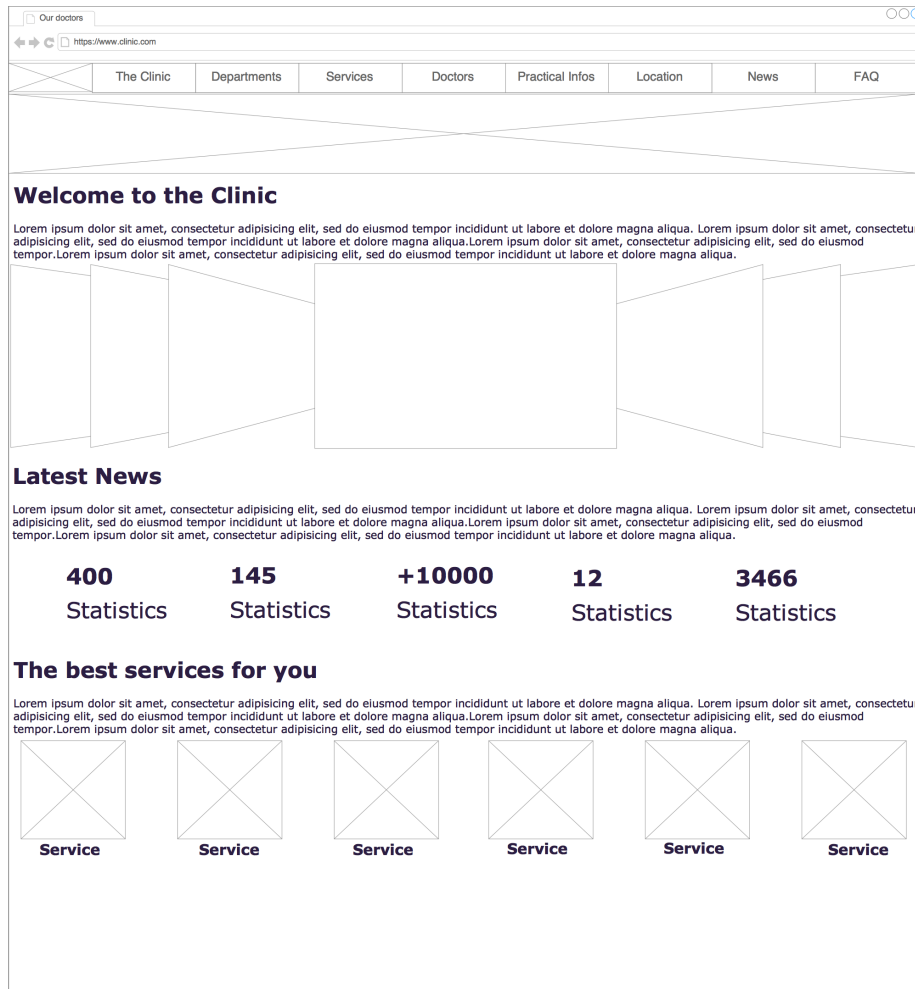 Our doctors
https://www.clinic.com
The Clinic Departments Services Doctors Practical Infos Location News FAQ
Welcome to the Clinic
Lorem ipsum dolor sit amet, consectetur adipisicing elit, sed do eiusmod tempor incididunt ut labore et dolore magna aliqua. Lorem ipsum dolor sit amet, consectetu
adipisicing elit, sed do eiusmod tempor incididunt ut labore et dolore magna aliqua.Lorem ipsum dolor sit amet, consectetur adipisicing elit, sed do eiusmod
tempor.Lorem ipsum dolor sit amet, consectetur adipisicing elit, sed do eiusmod tempor incididunt ut labore et dolore magna aliqua.
Latest News
Lorem ipsum dolor sit amet, consectetur adipisicing elit, sed do eiusmod tempor incididunt ut labore et dolore magna aliqua. Lorem ipsum dolor sit amet, consectetu
adipisicing elit, sed do eiusmod tempor incididunt ut labore et dolore magna aliqua.Lorem ipsum dolor sit amet, consectetur adipisicing elit, sed do eiusmod
tempor.Lorem ipsum dolor sit amet, consectetur adipisicing elit, sed do eiusmod tempor incididunt ut labore et dolore magna aliqua.
400 145 +10000 12 3466
Statistics Statistics Statistics Statistics Statistics
The best services for you
Lorem ipsum dolor sit amet, consectetur adipisicing elit, sed do eiusmod tempor incididunt ut labore et dolore magna aliqua. Lorem ipsum dolor sit amet, consectetu
adipisicing elit, sed do eiusmod tempor incididunt ut labore et dolore magna aliqua.Lorem ipsum dolor sit amet, consectetur adipisicing elit, sed do eiusmod
tempor.Lorem ipsum dolor sit amet, consectetur adipisicing elit, sed do eiusmod tempor incididunt ut labore et dolore magna aliqua.
Service Service Service Service Service Service